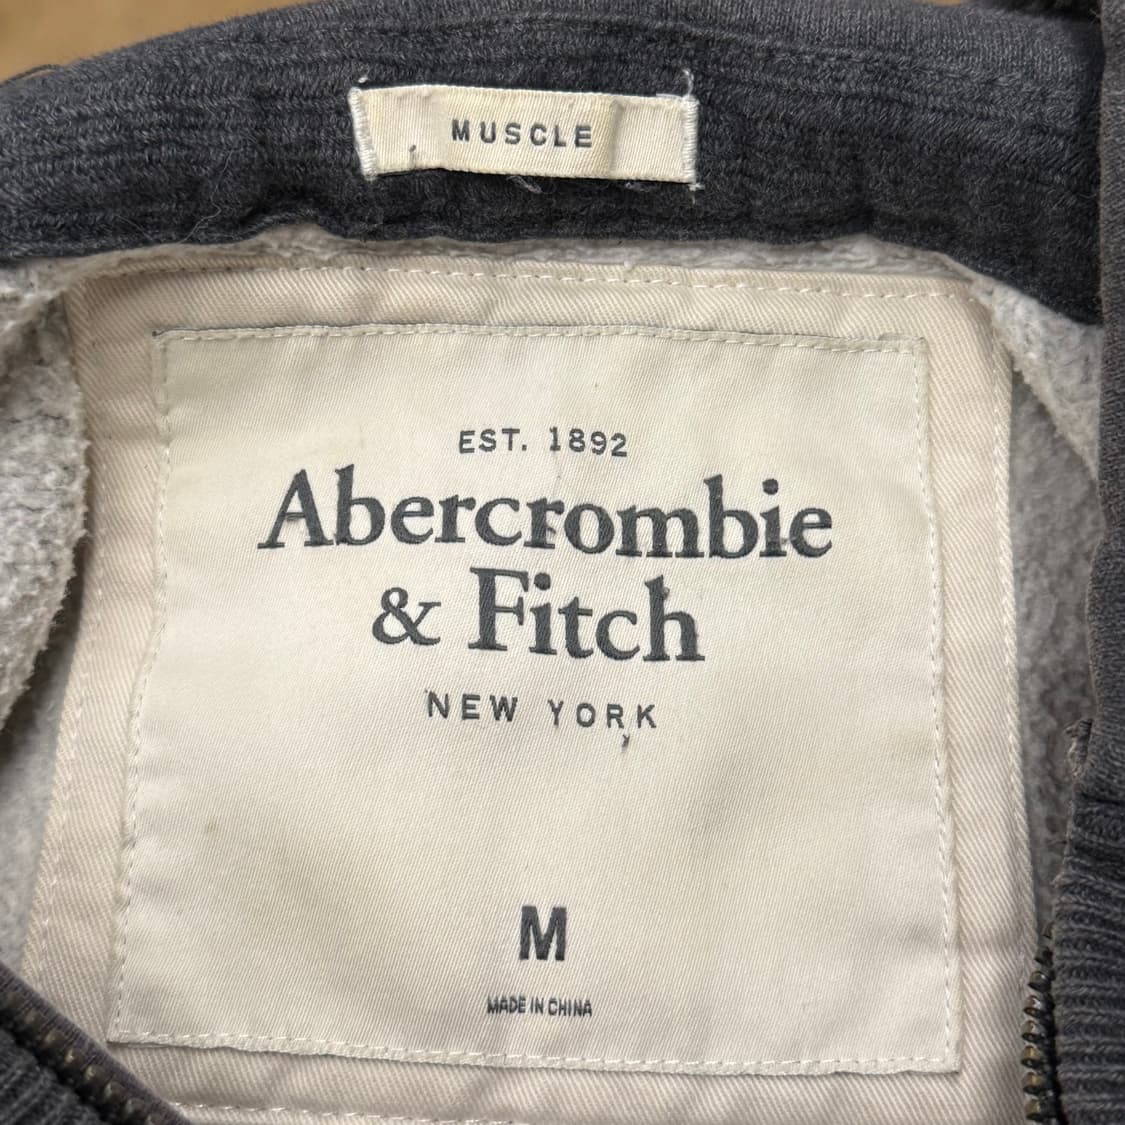 MUSCLE
EST. 1892
Abercrombie
& Fitch
NEW YORK
M
MADE IN CHINA